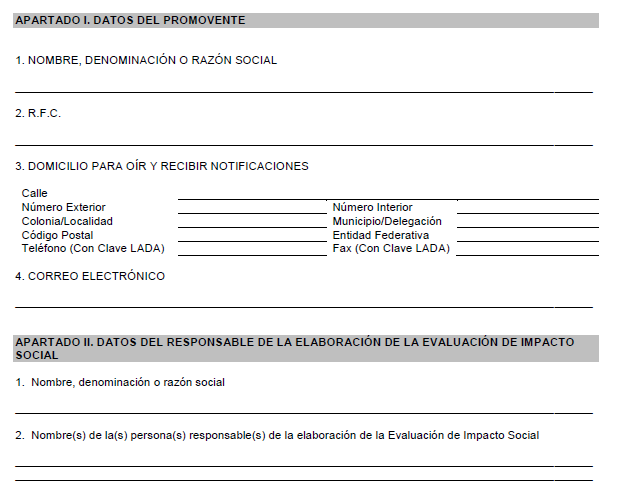 APARTADO I. DATOS DEL PROMOVENTE
1. NOMBRE, DENOMINACIÓN O RAZÓN SOCIAL
2. R.F.C.
3. DOMICILIO PARA OÍR Y RECIBIR NOTIFICACIONES
Calle
Número Exterior Número Interior
Colonia/Localidad Municipio/Delegación
Código Postal Entidad Federativa
Teléfono (Con Clave LADA) Fax (Con Clave LADA)
4. CORREO ELECTRÓNICO
APARTADO II. DATOS DEL RESPONSABLE DE LA ELABORACIÓN DE LA EVALUACIÓN DE IMPACTO
SOCIAL
1. Nombre, denominación o razón social
2. Nombre(s) de la(s) persona(s) responsable(s) de la elaboración de la Evaluación de Impacto Social